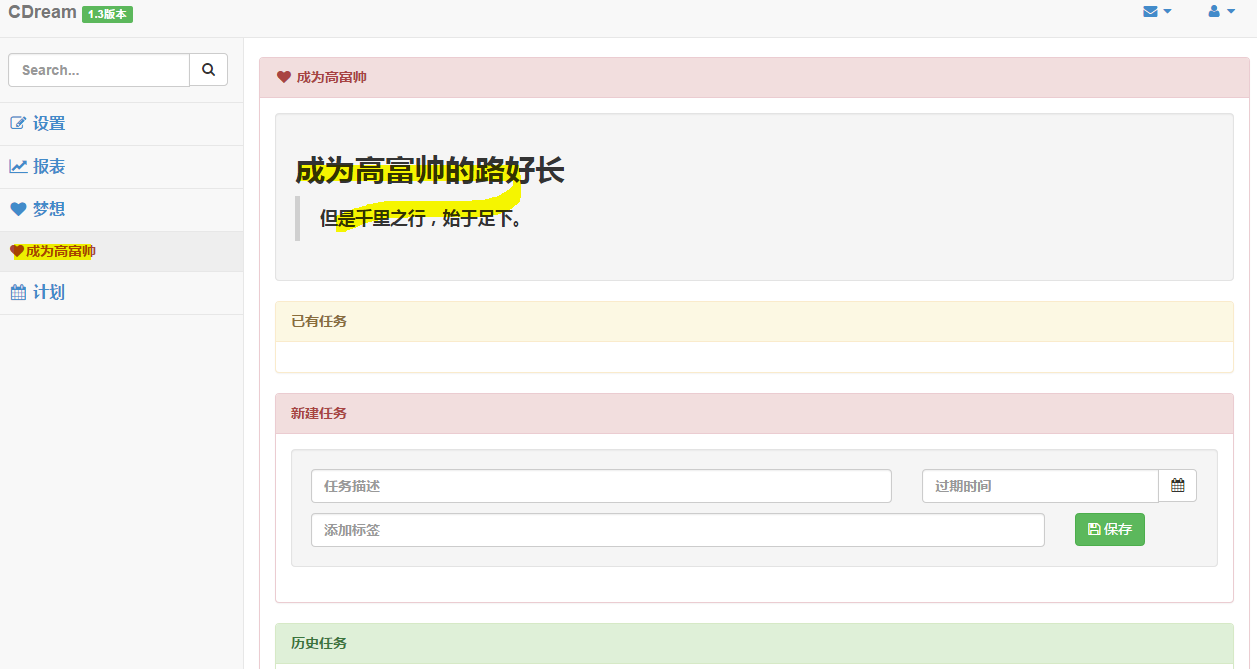 CDream 1.3版本
Search...
设置
报表
梦想
成为高富帅
计划
成为高富帅
成为高富帅的路好长
但是千里之行，始于足下。
已有任务
新建任务
任务描述
过期时间
添加标签
保存
历史任务